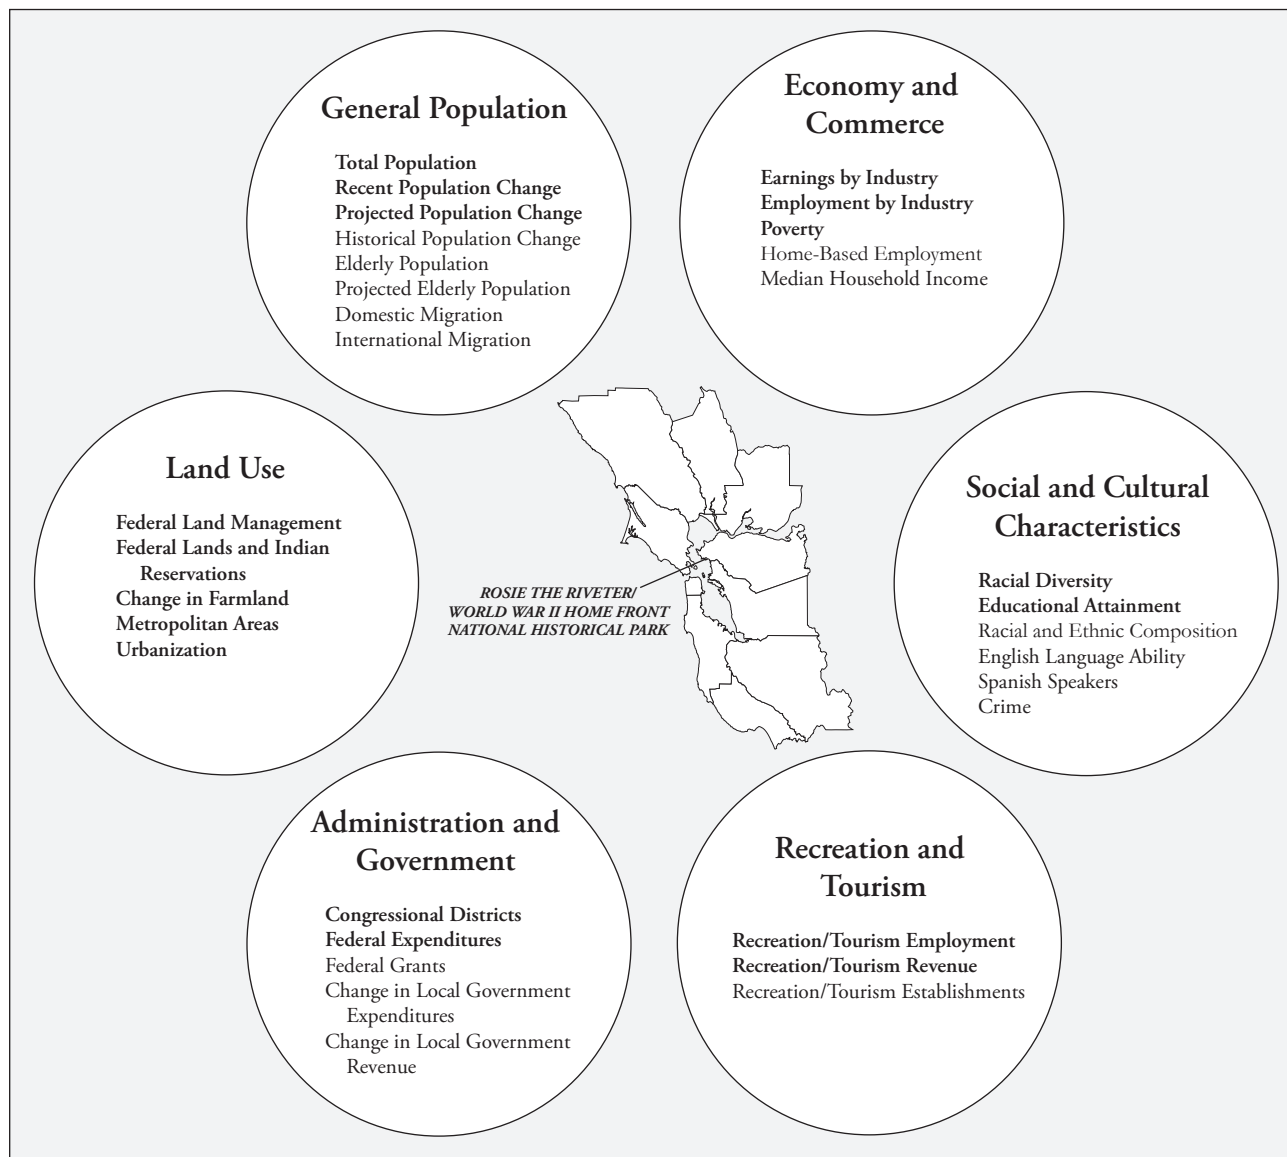 General Population
Total Population
Recent Population Change
Projected Population Change
Historical Population Change
Elderly Population
Projected Elderly Population
Domestic Migration
International Migration
Economy and
Commerce
Earnings by Industry
Employment by Industry
Poverty
Home-Based Employment
Median Household Income
Land Use
Federal Land Management
Federal Lands and Indian
Reservations
Change in Farmland
Metropolitan Areas
Urbanization
ROSIE THE RIVETER/
WORLD WAR II HOME FRONT
NATIONAL HISTORICAL PARK
Social and Cultural
Characteristics
Racial Diversity
Educational Attainment
Racial and Ethnic Composition
English Language Ability
Spanish Speakers
Crime
Administration and
Government
Congressional Districts
Federal Expenditures
Federal Grants
Change in Local Government
Expenditures
Change in Local Government
Revenue
Recreation and
Tourism
Recreation/Tourism Employment
Recreation/Tourism Revenue
Recreation/Tourism Establishments